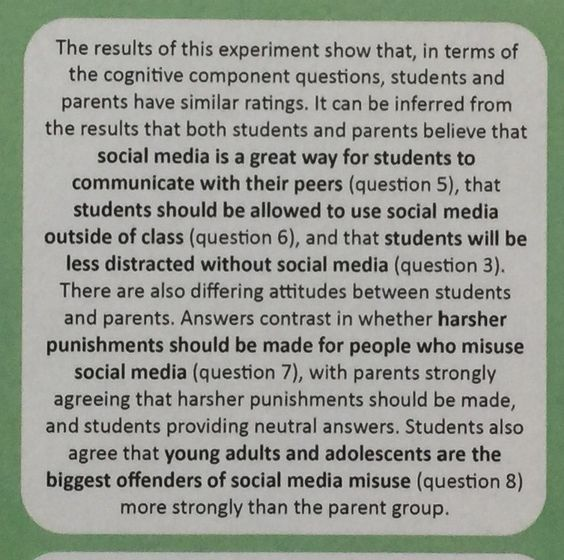 The results of this experiment show that, in terms of
the cognitive component questions, students and
parents have similar ratings. It can be inferred from
the results that both students and parents believe that
social media is a great way for students to
communicate with their peers (question 5), that
students should be allowed to use social media
outside of class (question 6), and that students will be
less distracted without social media (question 3).
There are also differing attitudes between students
and parents. Answers contrast in whether harsher
punishments should be made for people who misuse
social media (question 7), with parents strongly
agreeing that harsher punishments should be made,
and students providing neutral answers. Students also
agree that young adults and adolescents are the
biggest offenders of social media misuse (question 8)
more strongly than the parent group.